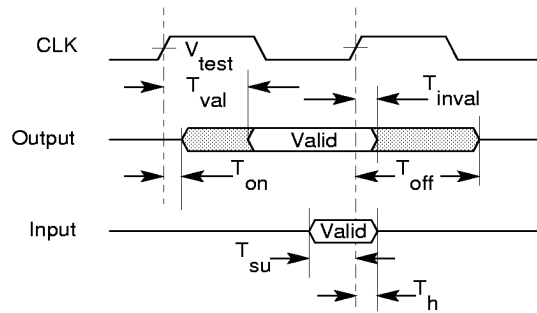 CLK
V test
T val
T inval
Output
Valid
T on
T off
Input
Valid
T su
T h